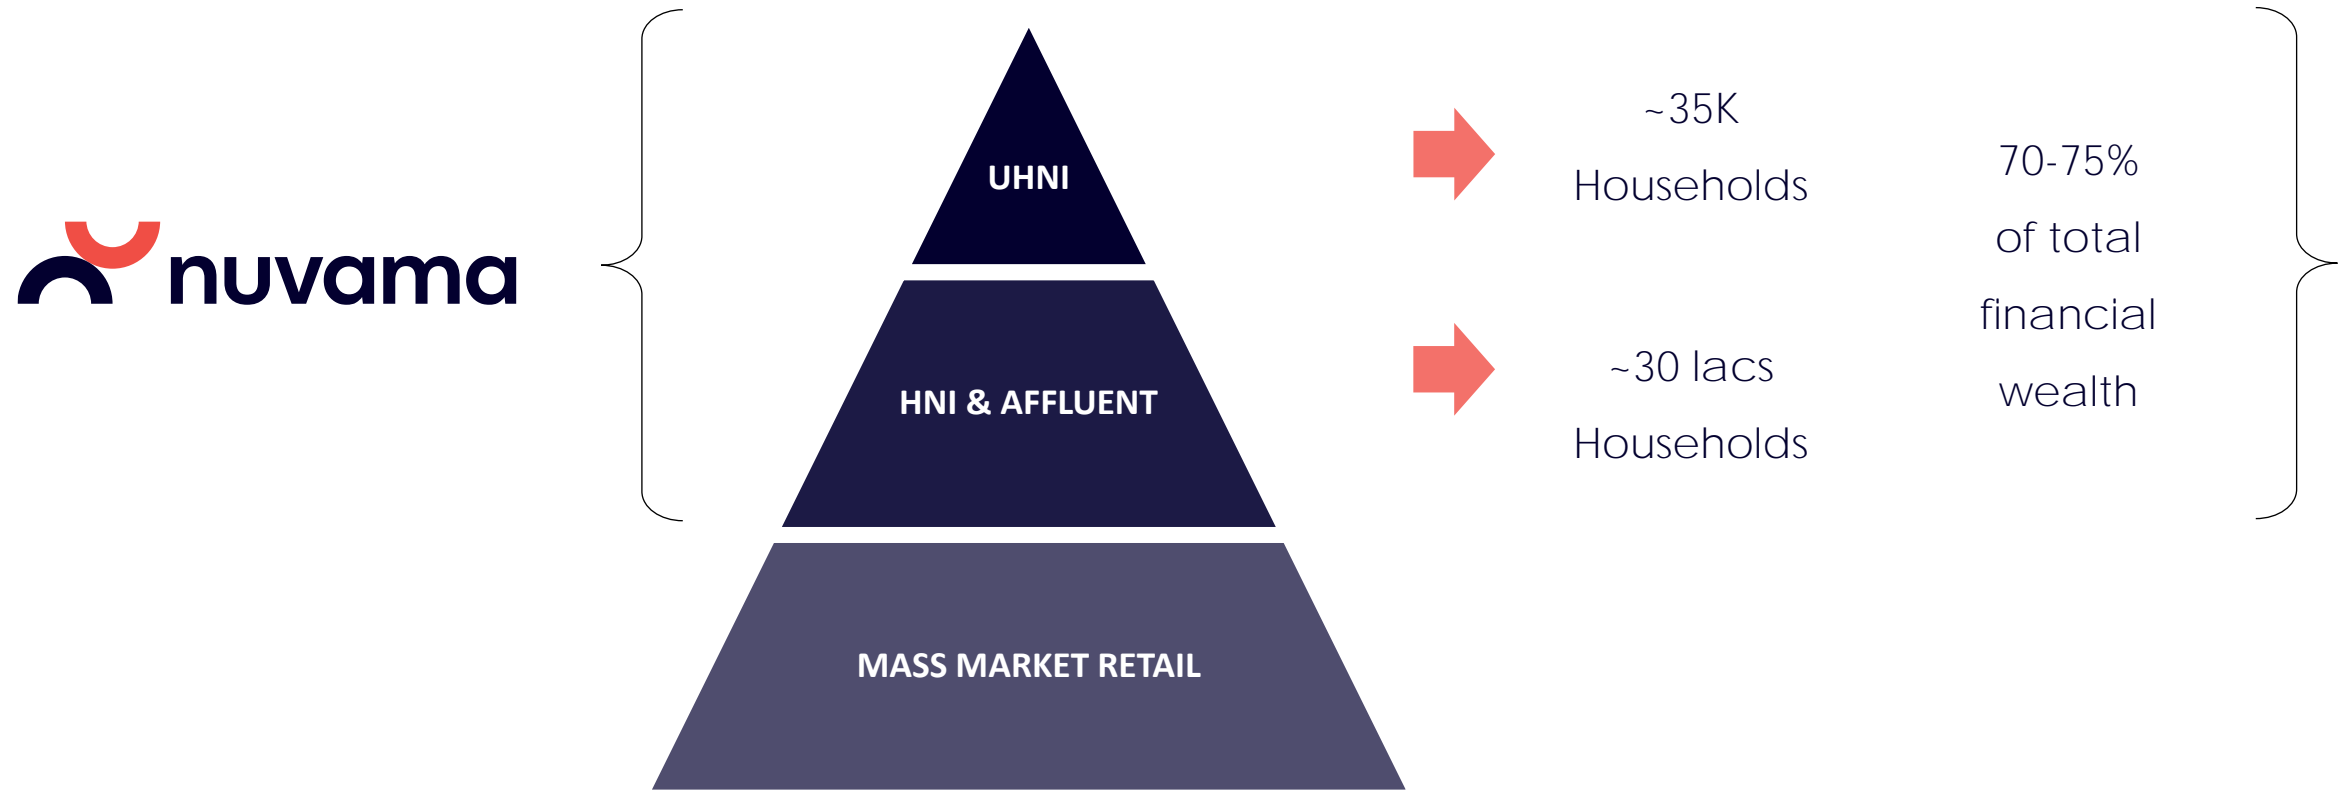 nuvama
UHNI
HNI & AFFLUENT
MASS MARKET RETAIL
~35K
Households
~30 lacs
Households
70-75%
of total
financial
wealth